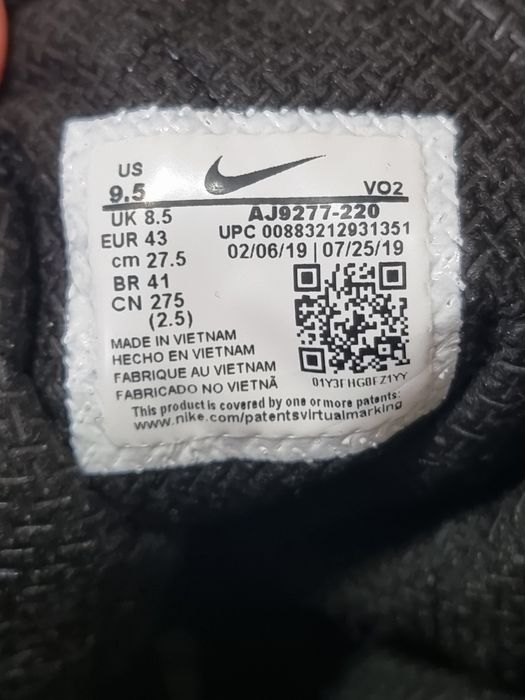 US
9.5
VO2
UK 8.5
EUR 43
cm 27.5
BR 41
CN 275
(2.5)
AJ9277-220
UPC 00883212931351
02/06/19 | 07/25/19
01Y3FHGBFZ1YY
MADE IN VIETNAM
HECHO EN VIETNAM
FABRIQUE AU VIETNAM
FABRICADO NO VIETNÃ
This product is covered by one or more patents:
www.nike.com/patentsvirtualmarking